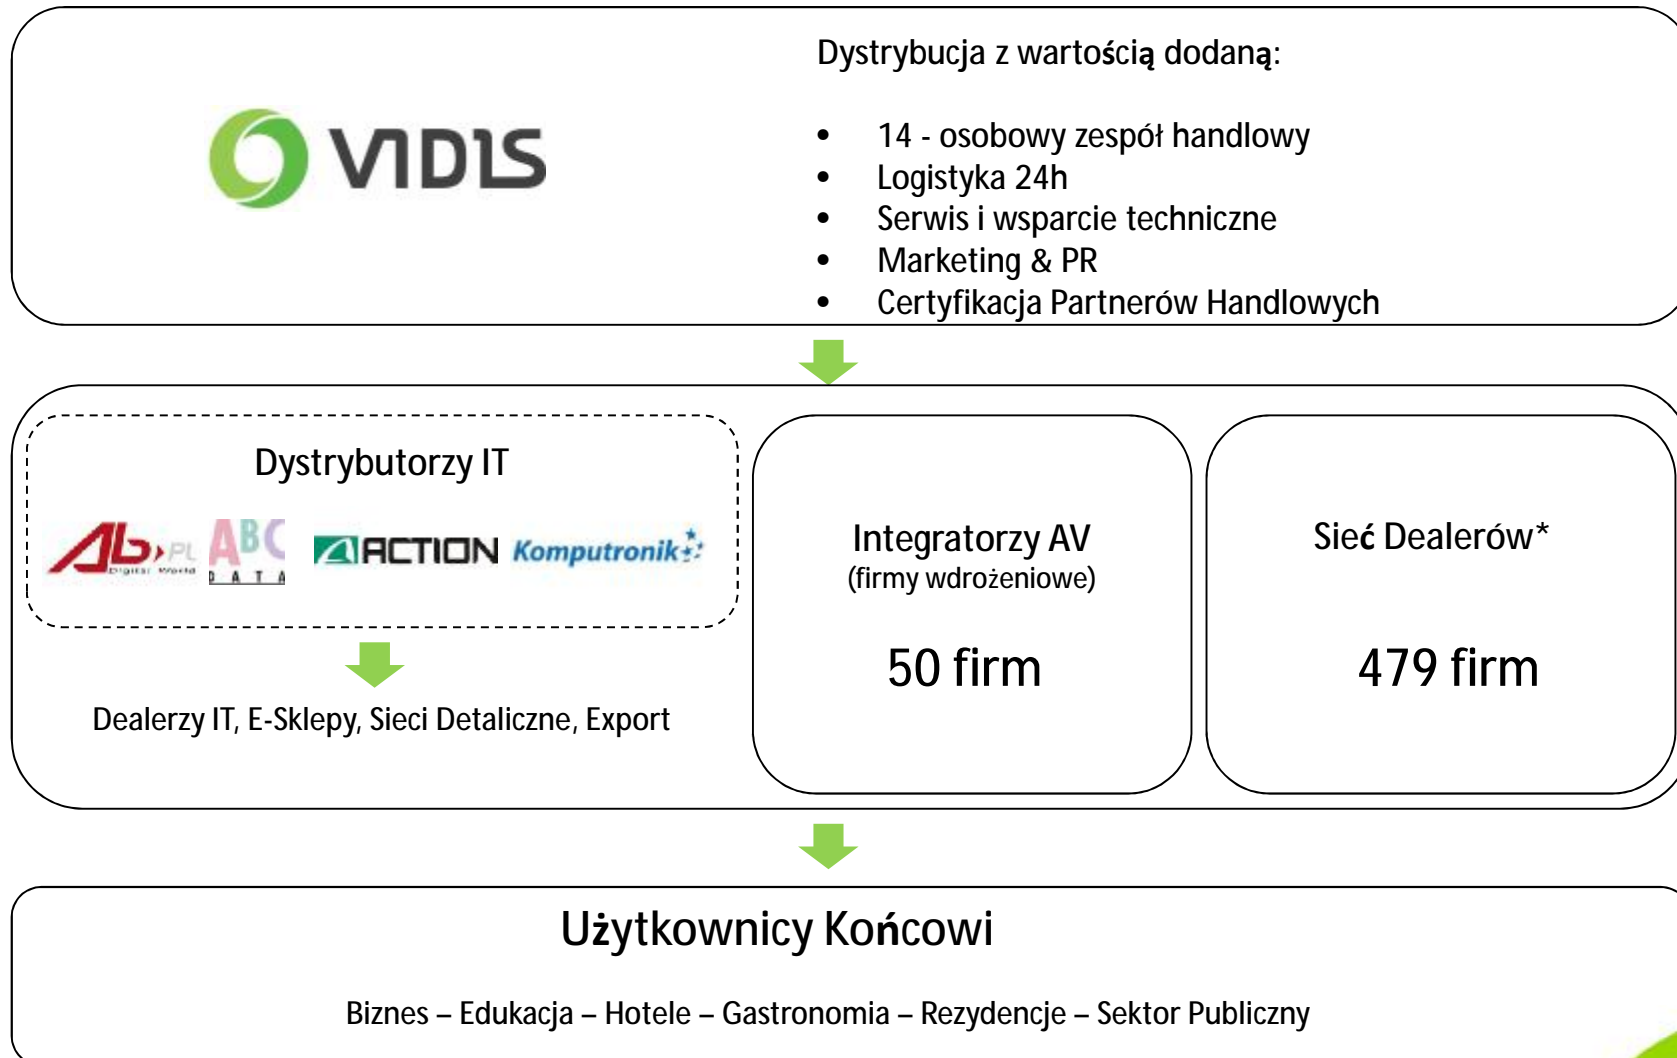 VIDIS
Dystrybucja z wartością dodaną:
• 14 - osobowy zespół handlowy
• Logistyka 24h
• Serwis i wsparcie techniczne
• Marketing & PR
• Certyfikacja Partnerów Handlowych
Dystrybutorzy IT
Ab PL
Digital World
ABC
DATA
ACTION
Komputronik
Dealerzy IT, E-Sklepy, Sieci Detaliczne, Export
Integratorzy AV
(firmy wdrożeniowe)
50 firm
Sieć Dealerów*
479 firm
Użytkownicy Końcowi
Biznes – Edukacja – Hotele – Gastronomia – Rezydencje – Sektor Publiczny